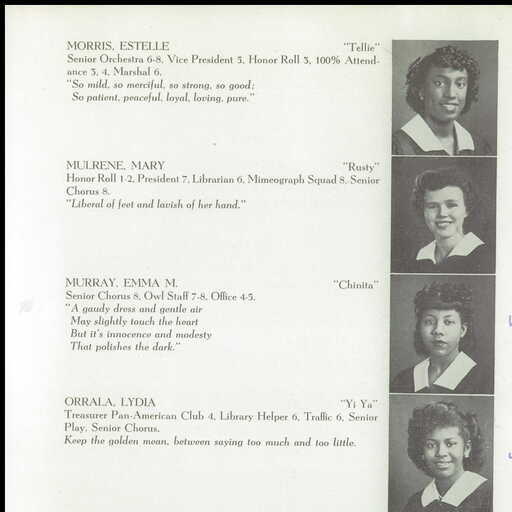 MORRIS, ESTELLE "Tellie"
Senior Orchestra 6-8, Vice President 3, Honor Roll 3, 100% Attend-
ance 3, 4, Marshal 6.
"So mild, so merciful, so strong, so good;
So patient, peaceful, loyal, loving, pure."
MULRENE, MARY "Rusty"
Honor Roll 1-2, President 7, Librarian 6, Mimeograph Squad 8, Senior
Chorus 8.
"Liberal of feet and lavish of her hand."
MURRAY, EMMA M. "Chinita"
Senior Chorus 8, Owl Staff 7-8, Office 4-5.
"A gaudy dress and gentle air
May slightly touch the heart
But it's innocence and modesty
That polishes the dark."
ORRALA, LYDIA "Yi Ya"
Treasurer Pan-American Club 4, Library Helper 6, Traffic 6, Senior
Play, Senior Chorus.
Keep the golden mean, between saying too much and too little.